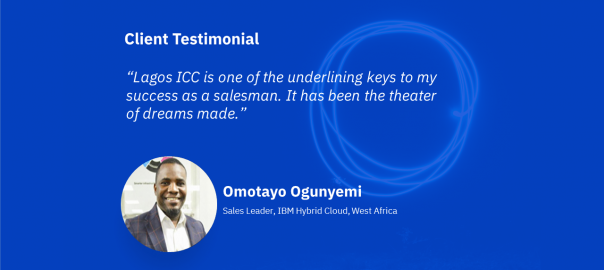 Client Testimonial
“Lagos ICC is one of the underlining keys to my
success as a salesman. It has been the theater
of dreams made.”
Omotayo Ogunyemi
Sales Leader, IBM Hybrid Cloud, West Africa